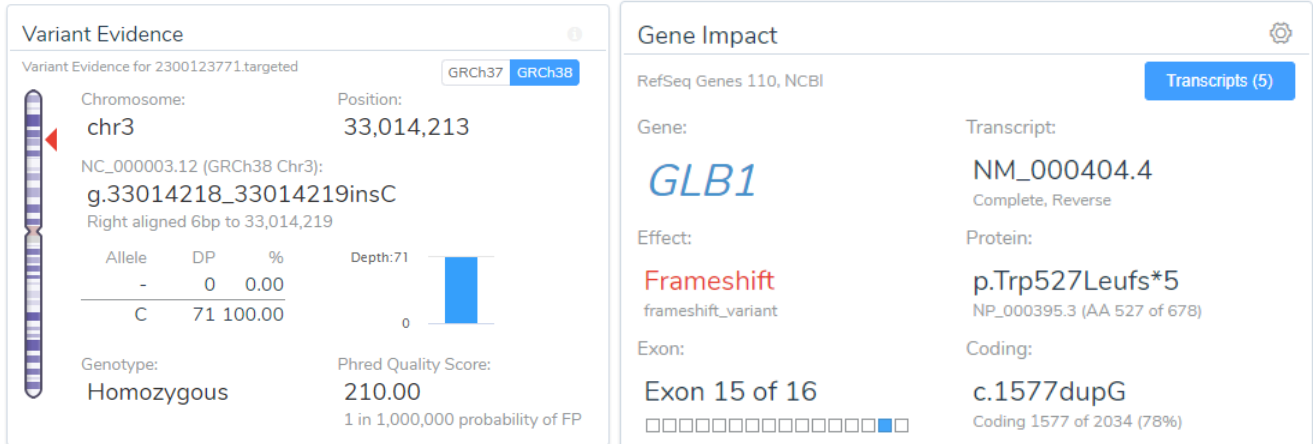 Variant Evidence
Variant Evidence for 2300123771.targeted
GRCh37 GRCh38
Chromosome: Position:
chr3 33,014,213
NC_000003.12 (GRCh38 Chr3):
g.33014218_33014219insC
Right aligned 6bp to 33,014,219
Allele DP %
- 0 0.00
C 71 100.00
Depth:71
0
Genotype: Phred Quality Score:
Homozygous 210.00
1 in 1,000,000 probability of FP
Gene Impact
RefSeq Genes 110, NCBI
Transcripts (5)
Gene: Transcript:
GLB1 NM_000404.4
Complete, Reverse
Effect: Protein:
Frameshift p.Trp527Leufs*5
frameshift_variant NP_000395.3 (AA 527 of 678)
Exon: Coding:
Exon 15 of 16 c.1577dupG
Coding 1577 of 2034 (78%)